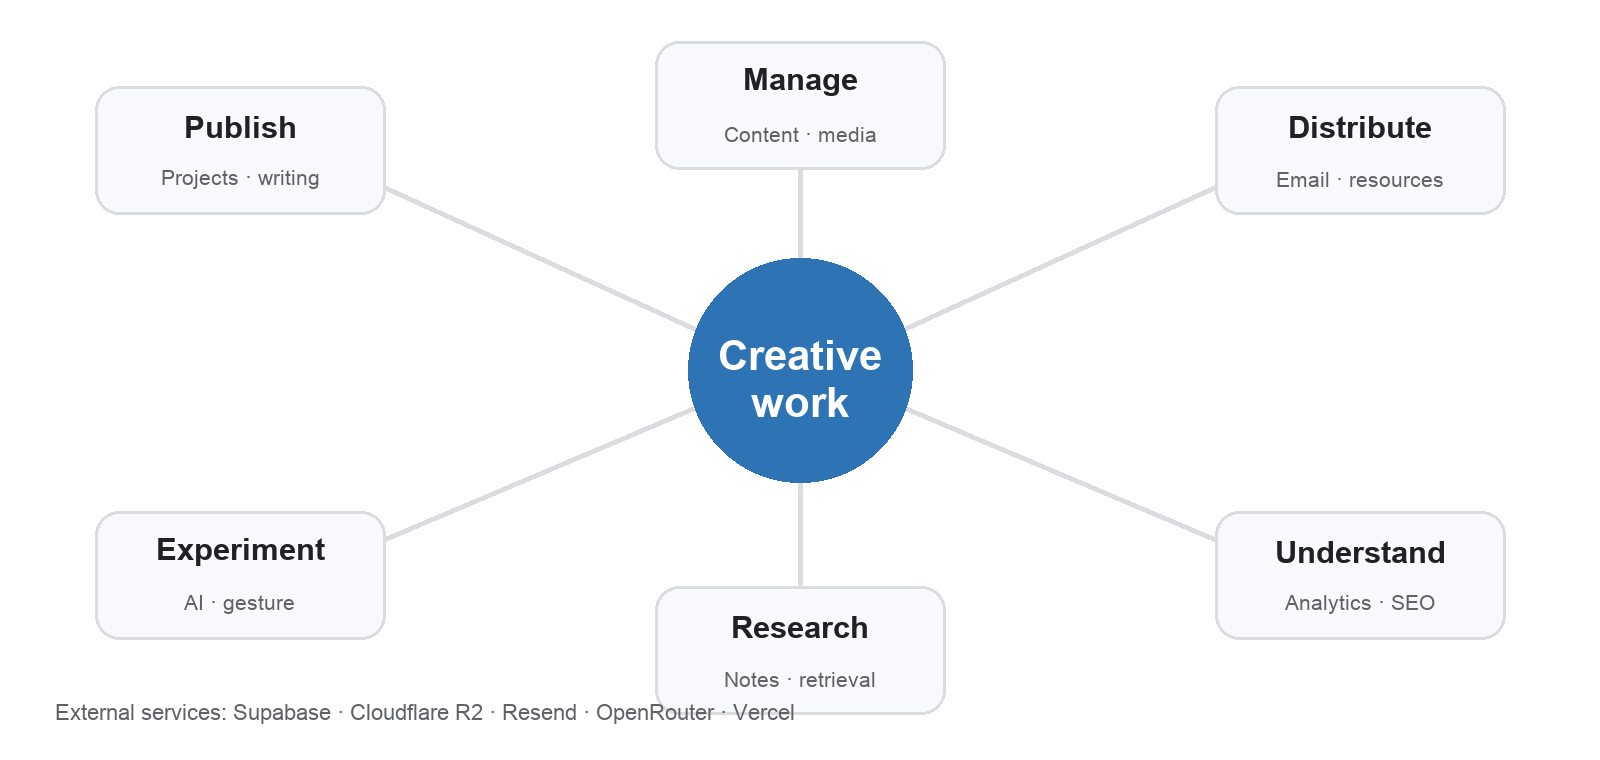 Manage
Content · media
Publish
Projects · writing
Distribute
Email · resources
Creative
work
Experiment
AI · gesture
Understand
Analytics · SEO
Research
Notes · retrieval
External services: Supabase · Cloudflare R2 · Resend · OpenRouter · Vercel